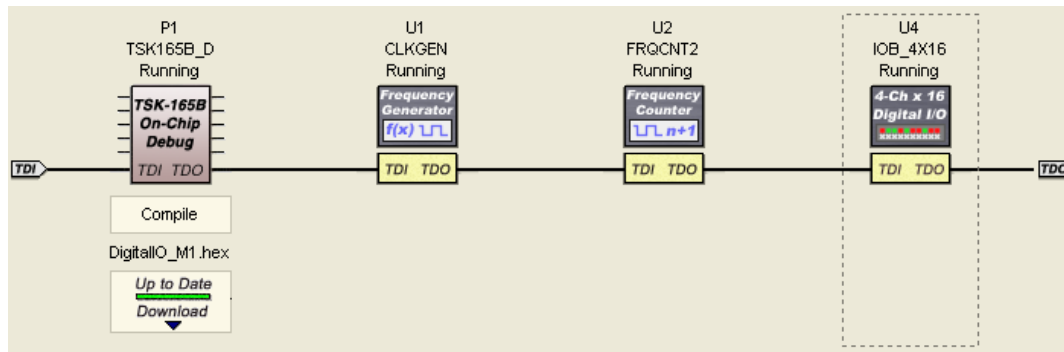 P1
TSK165B_D
Running
TSK-165B
On-Chip
Debug
TDI TDO
U1
CLKGEN
Running
Frequency
Generator
f(x)
TDI TDO
U2
FRQCNT2
Running
Frequency
Counter
n+1
TDI TDO
U4
IOB_4X16
Running
4-Ch x 16
Digital I/O
TDI TDO
TDI
TDO
Compile
DigitalIO_M1.hex
Up to Date
Download